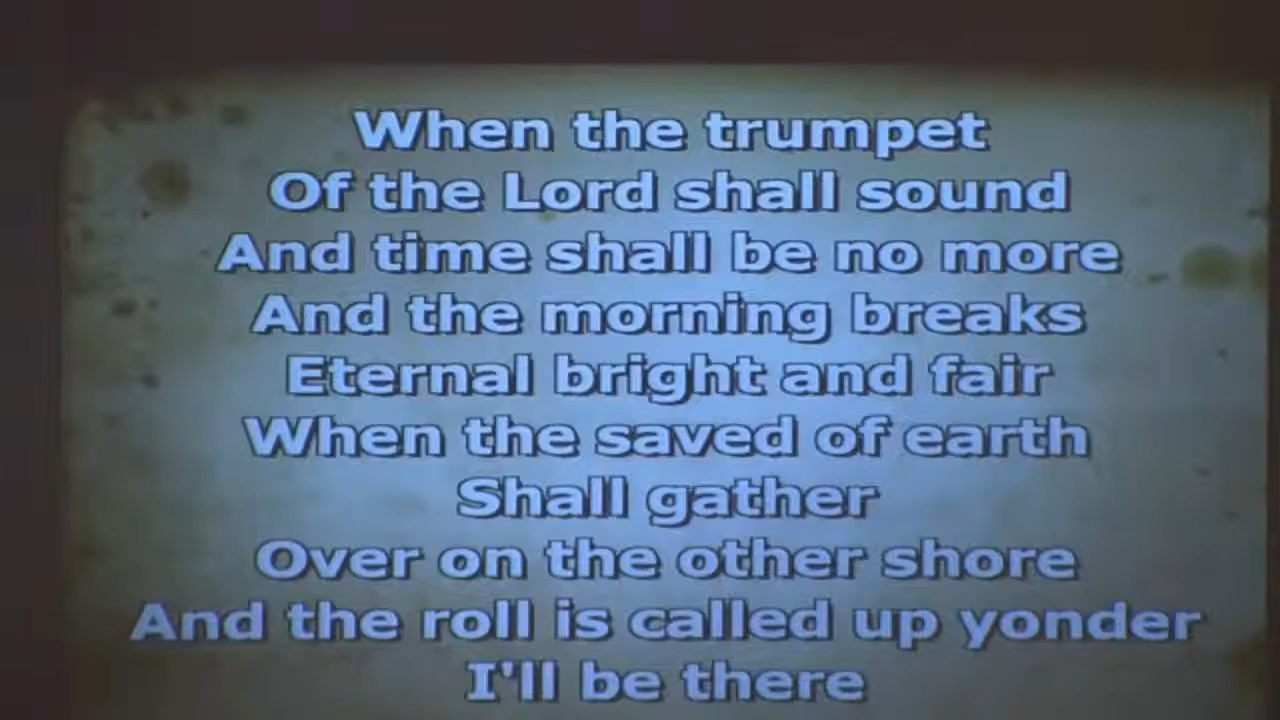 When the trumpet
Of the Lord shall sound
And time shall be no more
And the morning breaks
Eternal bright and fair
When the saved of earth
Shall gather
Over on the other shore
And the roll is called up yonder
I'll be there